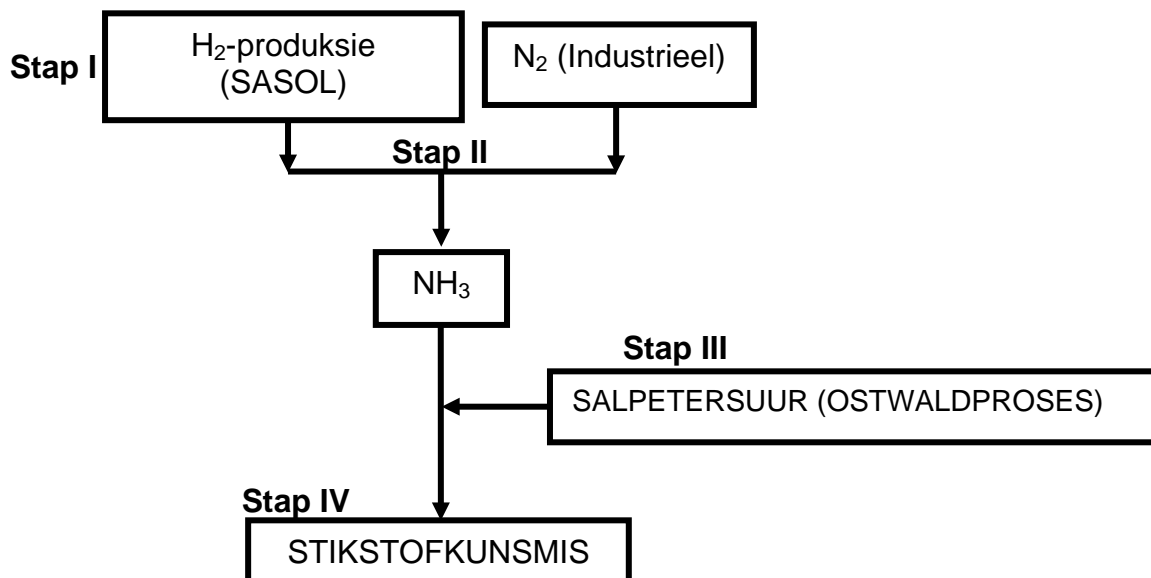 Stap I
H₂-produksie
(SASOL)
N₂ (Industrieel)
Stap II
NH₃
Stap III
SALPETERSUUR (OSTWALDPROSES)
Stap IV
STIKSTOFKUNSMIS